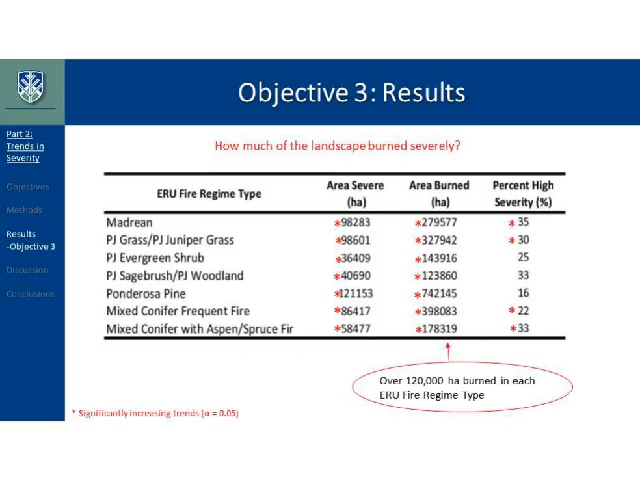 Objective 3: Results
Part 2:
Trends in
Severity
Objectives
Methods
Results
-Objective 3
Discussion
Conclusions
How much of the landscape burned severely?
ERU Fire Regime Type Area Severe (ha) Area Burned (ha) Percent High Severity (%)
Madrean *98283 *279577 * 35
PJ Grass/PJ Juniper Grass *98601 *327942 * 30
PJ Evergreen Shrub *36409 *143916 25
PJ Sagebrush/PJ Woodland *40690 *123860 33
Ponderosa Pine *121153 *742145 16
Mixed Conifer Frequent Fire *86417 *398083 * 22
Mixed Conifer with Aspen/Spruce Fir *58477 *178319 *33
Over 120,000 ha burned in each
ERU Fire Regime Type
* Significantly increasing trends (α = 0.05)